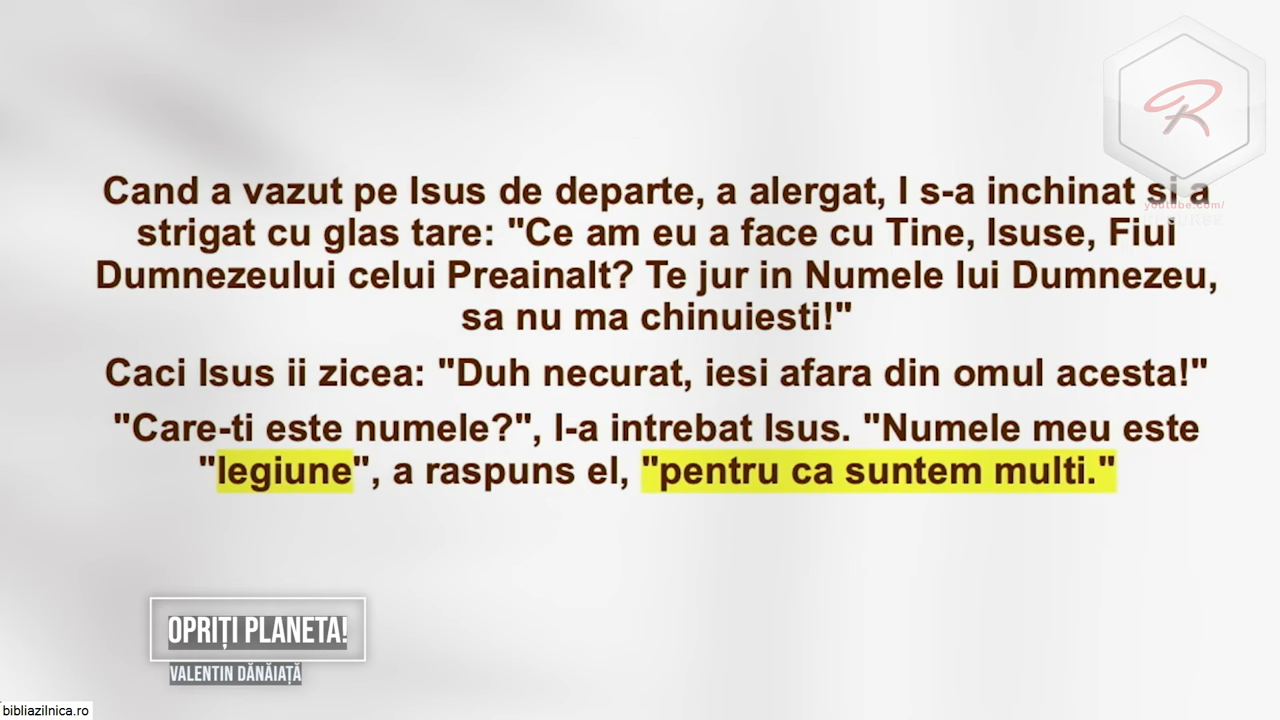 Cand a vazut pe Isus de departe, a alergat, I s-a inchinat si a
strigat cu glas tare: "Ce am eu a face cu Tine, Isuse, Fiul
Dumnezeului celui Preainalt? Te jur in Numele lui Dumnezeu,
sa nu ma chinuiesti!"
Caci Isus ii zicea: "Duh necurat, iesi afara din omul acesta!"
"Care-ti este numele?", l-a intrebat Isus. "Numele meu este
"legiune", a raspuns el, "pentru ca suntem multi."
R
youtube.com/
OPRIȚI PLANETA!
VALENTIN DĂNĂIAȚĂ
bibliazilnica.ro